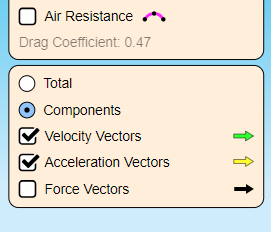 Air Resistance
Drag Coefficient: 0.47
Total
Components
Velocity Vectors
Acceleration Vectors
Force Vectors